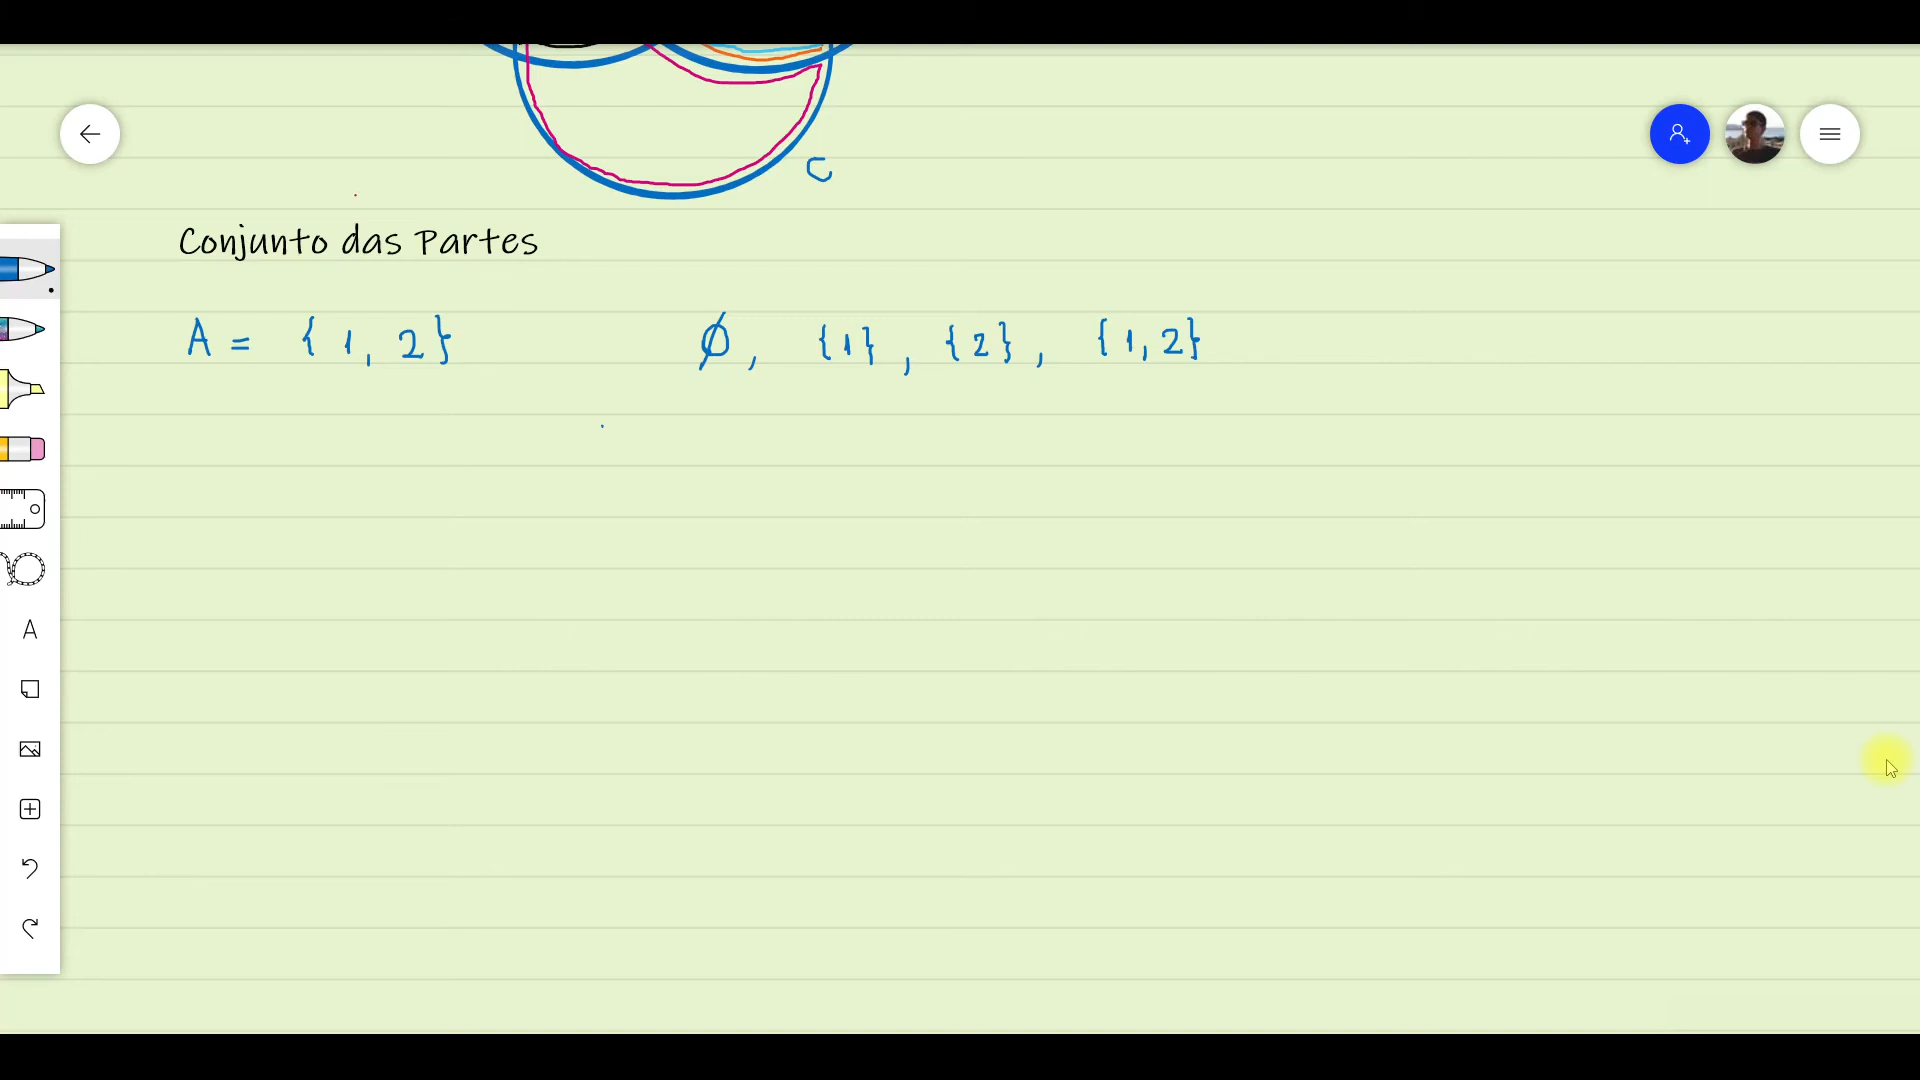 C
Conjunto das Partes
A = { 1, 2} ∅, {1}, {2}, {1, 2}
A